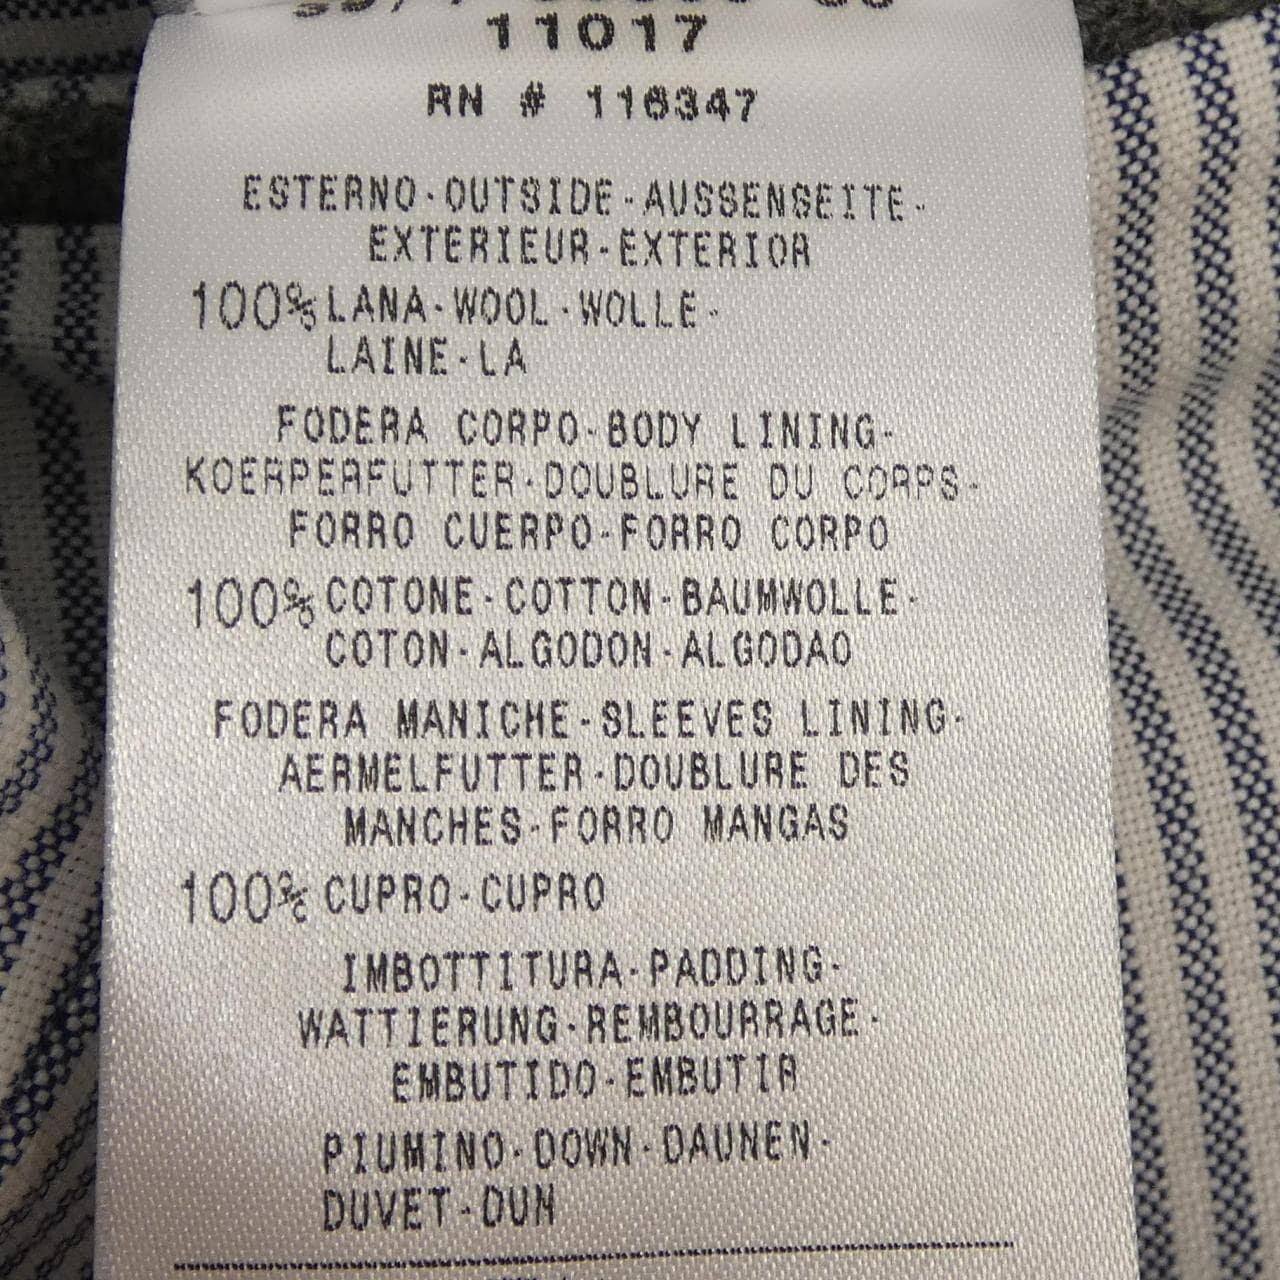 11017
RN # 116347
ESTERNO-OUTSIDE-AUSSENSEITE-
EXTERIEUR-EXTERIOR
100% LANA-WOOL-WOLLE-
LAINE-LA
FODERA CORPO-BODY LINING-
KOERPERFUTTER-DOUBLURE DU CORPS-
FORRO CUERPO-FORRO CORPO
100% COTONE-COTTON-BAUMWOLLE-
COTON-ALGODON-ALGODAO
FODERA MANICHE-SLEEVES LINING-
AERMELFUTTER-DOUBLURE DES
MANCHES-FORRO MANGAS
100% CUPRO-CUPRO
IMBOTTITURA-PADDING-
WATTIERUNG-REMBOURRAGE-
EMBUTIDO-EMBUTIR
PIUMINO-DOWN-DAUNEN-
DUVET-DUN